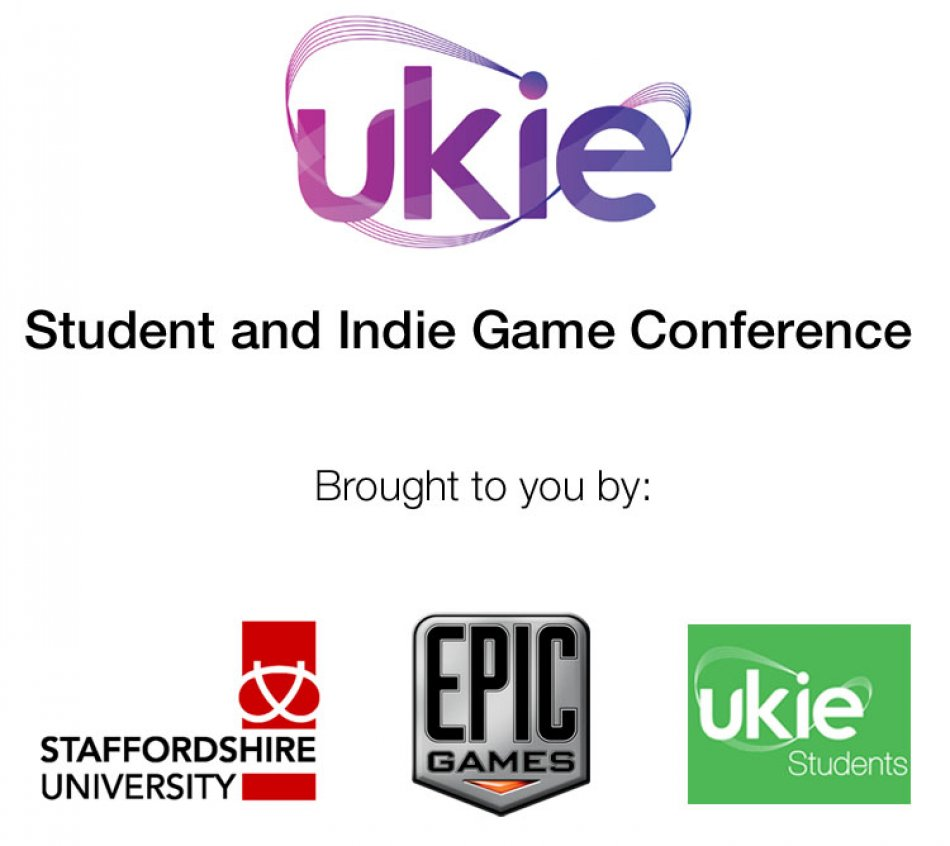 ukie
Student and Indie Game Conference
Brought to you by:
STAFFORDSHIRE
UNIVERSITY
EPIC
GAMES
ukie
Students